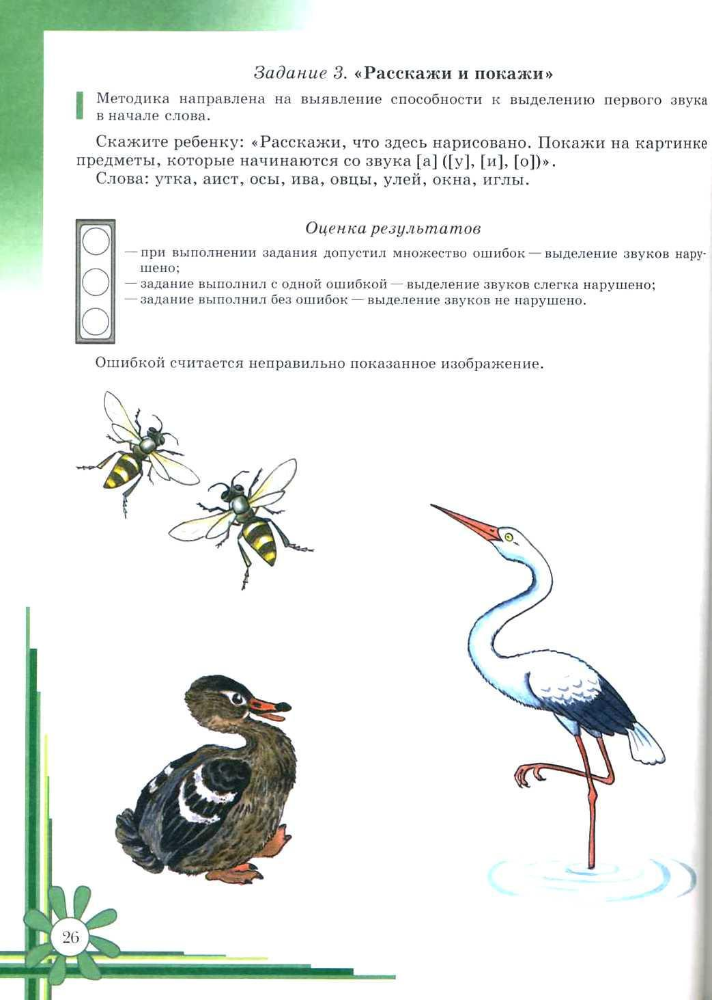 Задание 3. «Расскажи и покажи»
Методика направлена на выявление способности к выделению первого звука
в начале слова.
Скажите ребенку: «Расскажи, что здесь нарисовано. Покажи на картинке
предметы, которые начинаются со звука [а] ([у], [и], [о])».
Слова: утка, аист, осы, ива, овцы, улей, окна, иглы.
Оценка результатов
— при выполнении задания допустил множество ошибок — выделение звуков нару-
шено;
— задание выполнил с одной ошибкой — выделение звуков слегка нарушено;
— задание выполнил без ошибок — выделение звуков не нарушено.
Ошибкой считается неправильно показанное изображение.
26